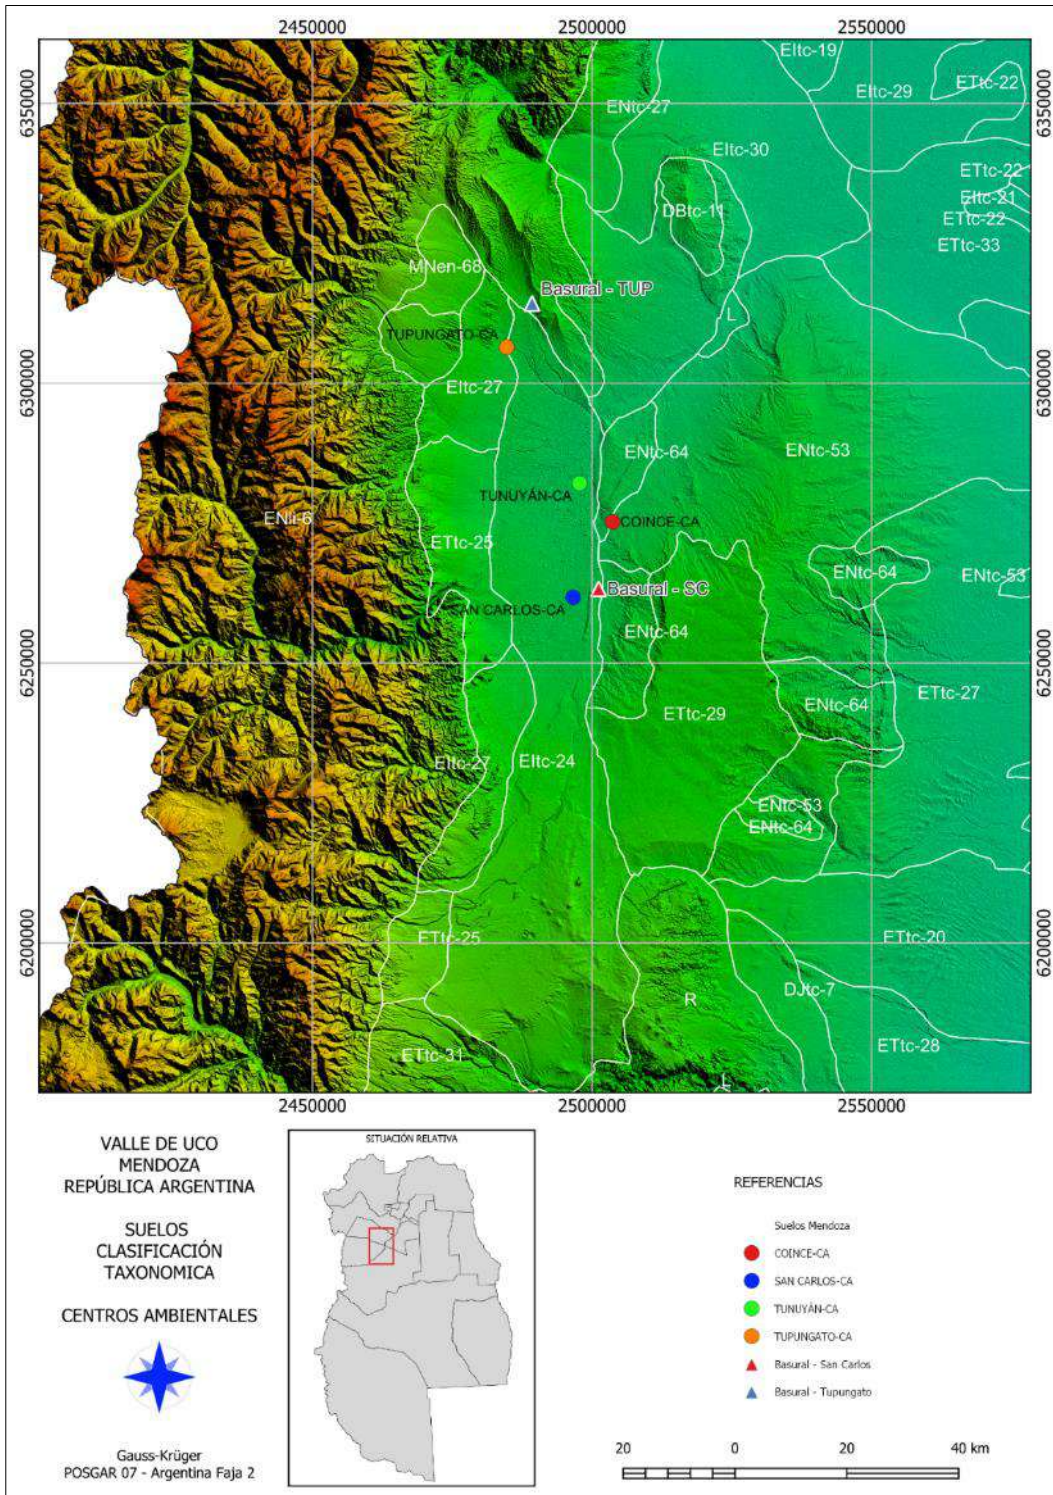 2450000
2500000
2550000
EItc-19
ETtc-22
EItc-29
6350000
6350000
ENtc-27
EItc-30
ETtc-22
EItc-21
DBtc-11
ETtc-22
ETtc-33
MNen-68
Basural - TUP
L
TUPUNGATO-CA
EItc-27
6300000
6300000
ENtc-64
ENtc-53
TUNUYÁN-CA
ENli-6
COINCE-CA
ETtc-25
ENtc-64
ENtc-53
Basural - SC
SAN CARLOS-CA
ENtc-64
6250000
6250000
ETtc-27
ENtc-64
ETtc-29
EItc-27
EItc-24
ENtc-53
ENtc-64
6200000
6200000
ETtc-25
ETtc-20
DJtc-7
R
ETtc-31
ETtc-28
L
2450000
2500000
2550000
VALLE DE UCO
MENDOZA
REPÚBLICA ARGENTINA
SUELOS
CLASIFICACIÓN
TAXONOMICA
CENTROS AMBIENTALES
Gauss-Krüger
POSGAR 07 - Argentina Faja 2
SITUACIÓN RELATIVA
REFERENCIAS
Suelos Mendoza
COINCE-CA
SAN CARLOS-CA
TUNUYÁN-CA
TUPUNGATO-CA
Basural - San Carlos
Basural - Tupungato
20
0
20
40 km